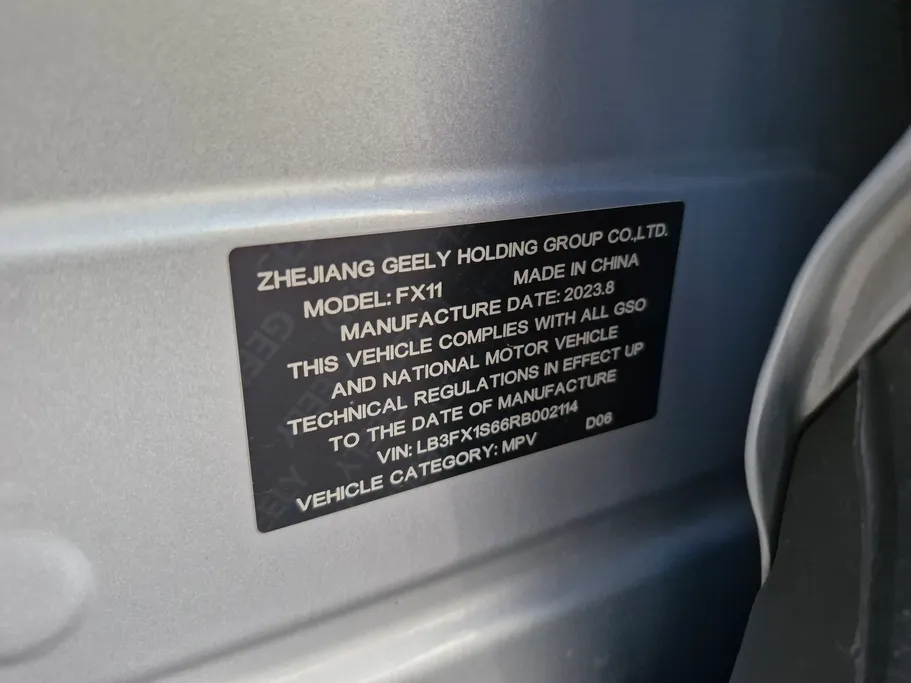 ZHEJIANG GEELY HOLDING GROUP CO.,LTD.
MODEL: FX11 MADE IN CHINA
MANUFACTURE DATE: 2023.8
THIS VEHICLE COMPLIES WITH ALL GSO
AND NATIONAL MOTOR VEHICLE
TECHNICAL REGULATIONS IN EFFECT UP
TO THE DATE OF MANUFACTURE
VIN: LB3FX1S66RB002114 D06
VEHICLE CATEGORY: MPV